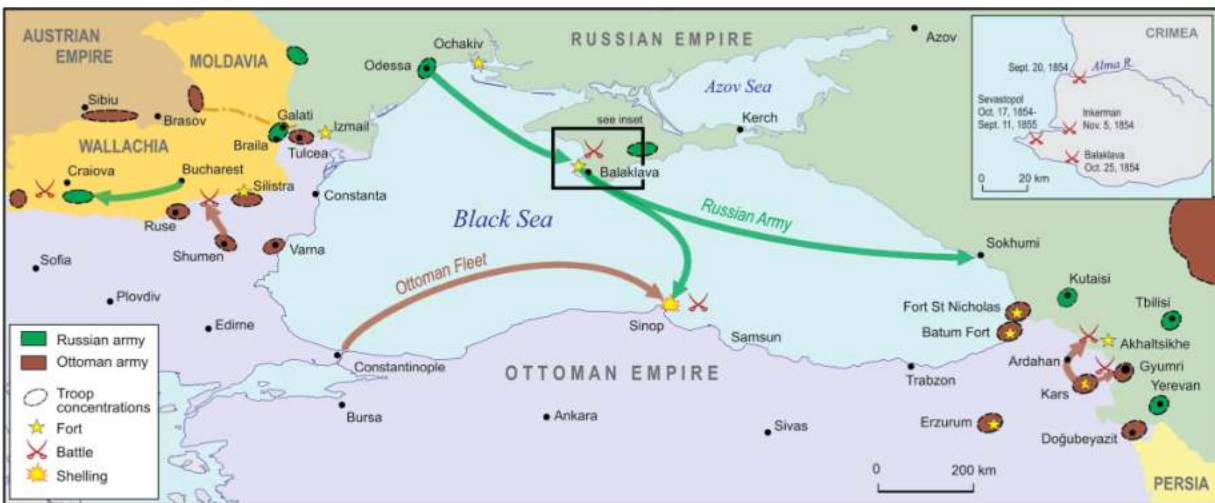 AUSTRIAN
EMPIRE
MOLDAVIA
Ochakiv
RUSSIAN EMPIRE
Azov
CRIMEA
Odessa
Sept. 20, 1854
Alma R.
Azov Sea
Sibiu
Brasov
Galati
Izmail
Kerch
Sevastopol
Oct. 17, 1854-
Sept. 11, 1855
Inkerman
Nov. 5, 1854
see inset
Braila
Tulcea
WALLACHIA
Balaklava
Oct. 25, 1854
Craiova
Bucharest
Silistra
Balaklava
0
20 km
Constanta
Black Sea
Russian Army
Ruse
Shumen
Varna
Sokhumi
Sofia
Ottoman Fleet
Kutaisi
Plovdiv
Fort St Nicholas
Tbilisi
Edirne
Sinop
Batum Fort
Samsun
Akhaltsikhe
Russian army
Ottoman army
Constantinople
Ardahan
Gyumri
OTTOMAN EMPIRE
Trabzon
Kars
Yerevan
Troop
concentrations
Bursa
Ankara
Sivas
Erzurum
Fort
Doğubeyazit
Battle
Shelling
0
200 km
PERSIA